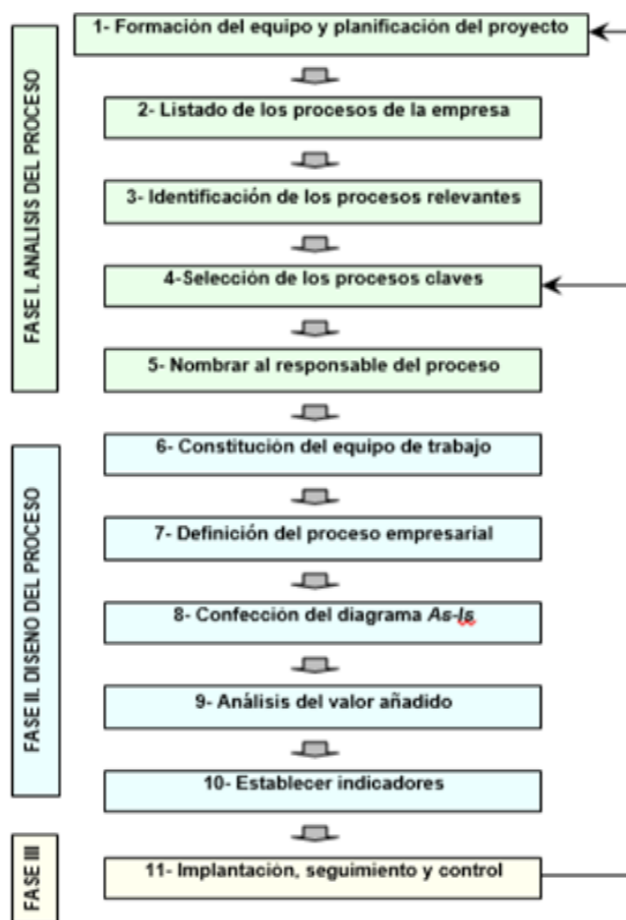 FASE I. ANALISIS DEL PROCESO
1- Formación del equipo y planificación del proyecto
2- Listado de los procesos de la empresa
3- Identificación de los procesos relevantes
4-Selección de los procesos claves
5- Nombrar al responsable del proceso
FASE II. DISENO DEL PROCESO
6- Constitución del equipo de trabajo
7- Definición del proceso empresarial
8- Confección del diagrama As-Is
9- Análisis del valor añadido
10- Establecer indicadores
FASE III
11- Implantación, seguimiento y control